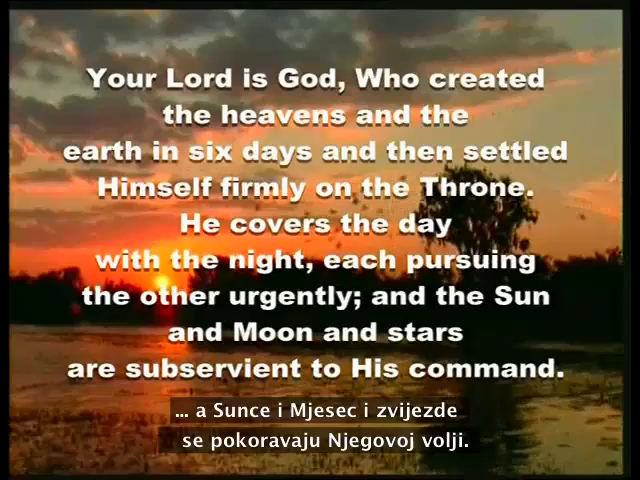 Your Lord is God, Who created
the heavens and the
earth in six days and then settled
Himself firmly on the Throne.
He covers the day
with the night, each pursuing
the other urgently; and the Sun
and Moon and stars
are subservient to His command.
... a Sunce i Mjesec i zvijezde
se pokoravaju Njegovoj volji.